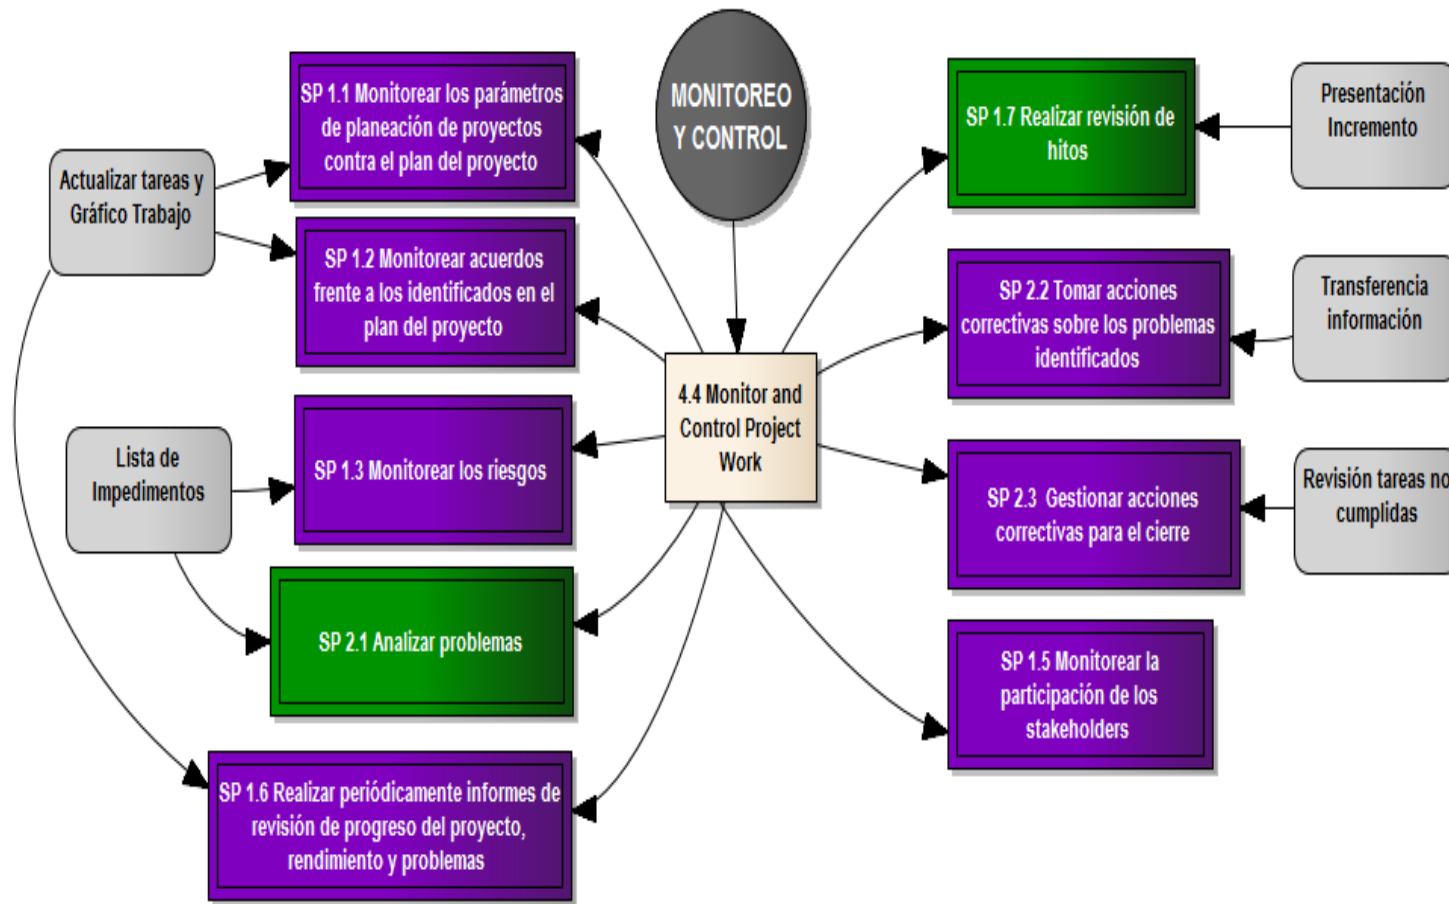 MONITOREO
Y CONTROL
SP 1.1 Monitorear los parámetros
de planeación de proyectos
contra el plan del proyecto
Actualizar tareas y
Gráfico Trabajo
SP 1.2 Monitorear acuerdos
frente a los identificados en el
plan del proyecto
SP 1.3 Monitorear los riesgos
Lista de
Impedimentos
SP 2.1 Analizar problemas
SP 1.6 Realizar periódicamente informes de
revisión de progreso del proyecto,
rendimiento y problemas
4.4 Monitor and
Control Project
Work
SP 1.7 Realizar revisión de
hitos
Presentación
Incremento
SP 2.2 Tomar acciones
correctivas sobre los problemas
identificados
Transferencia
información
SP 2.3 Gestionar acciones
correctivas para el cierre
Revisión tareas no
cumplidas
SP 1.5 Monitorear la
participación de los
stakeholders